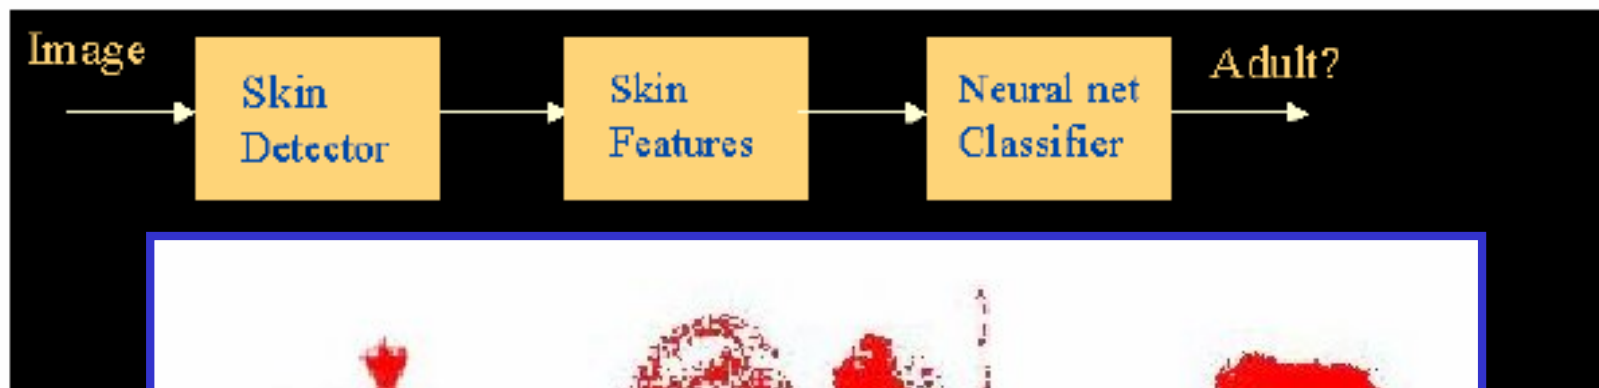 Image
Skin
Detector
Skin
Features
Neural net
Classifier
Adult?